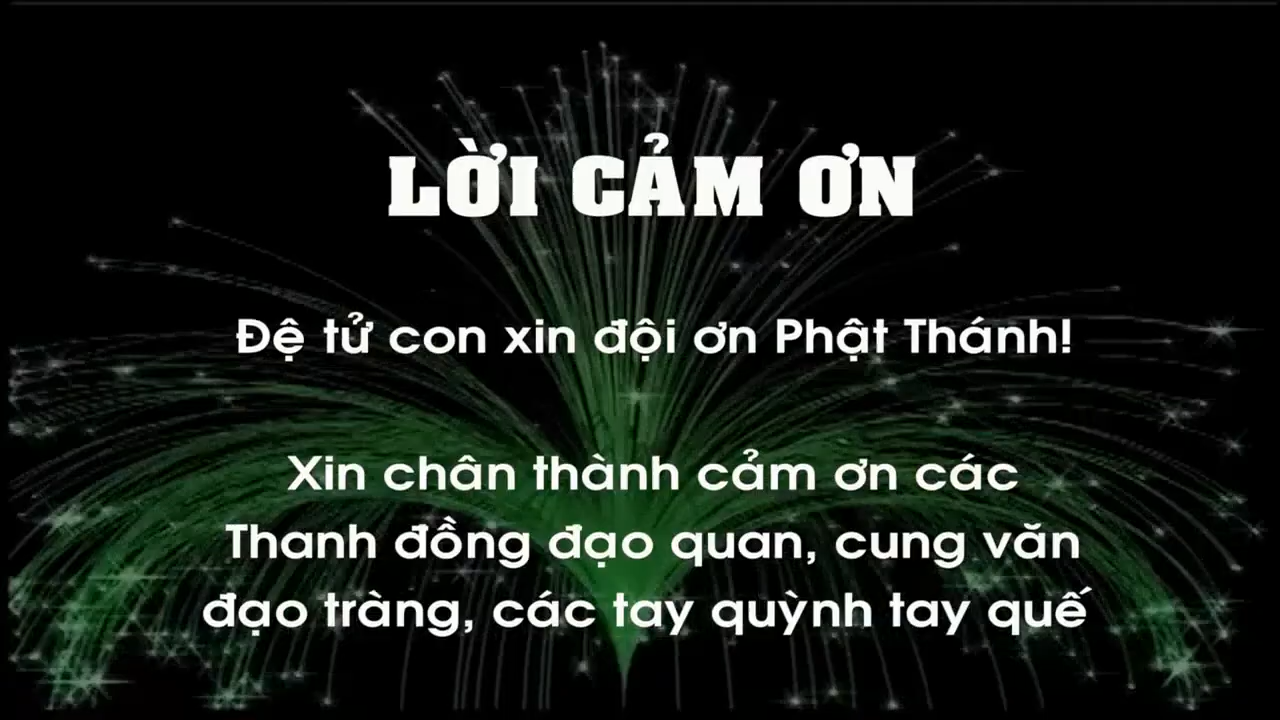 LỜI CẢM ƠN
Đệ tử con xin đội ơn Phật Thánh!
Xin chân thành cảm ơn các
Thanh đồng đạo quan, cung văn
đạo tràng, các tay quỳnh tay quế